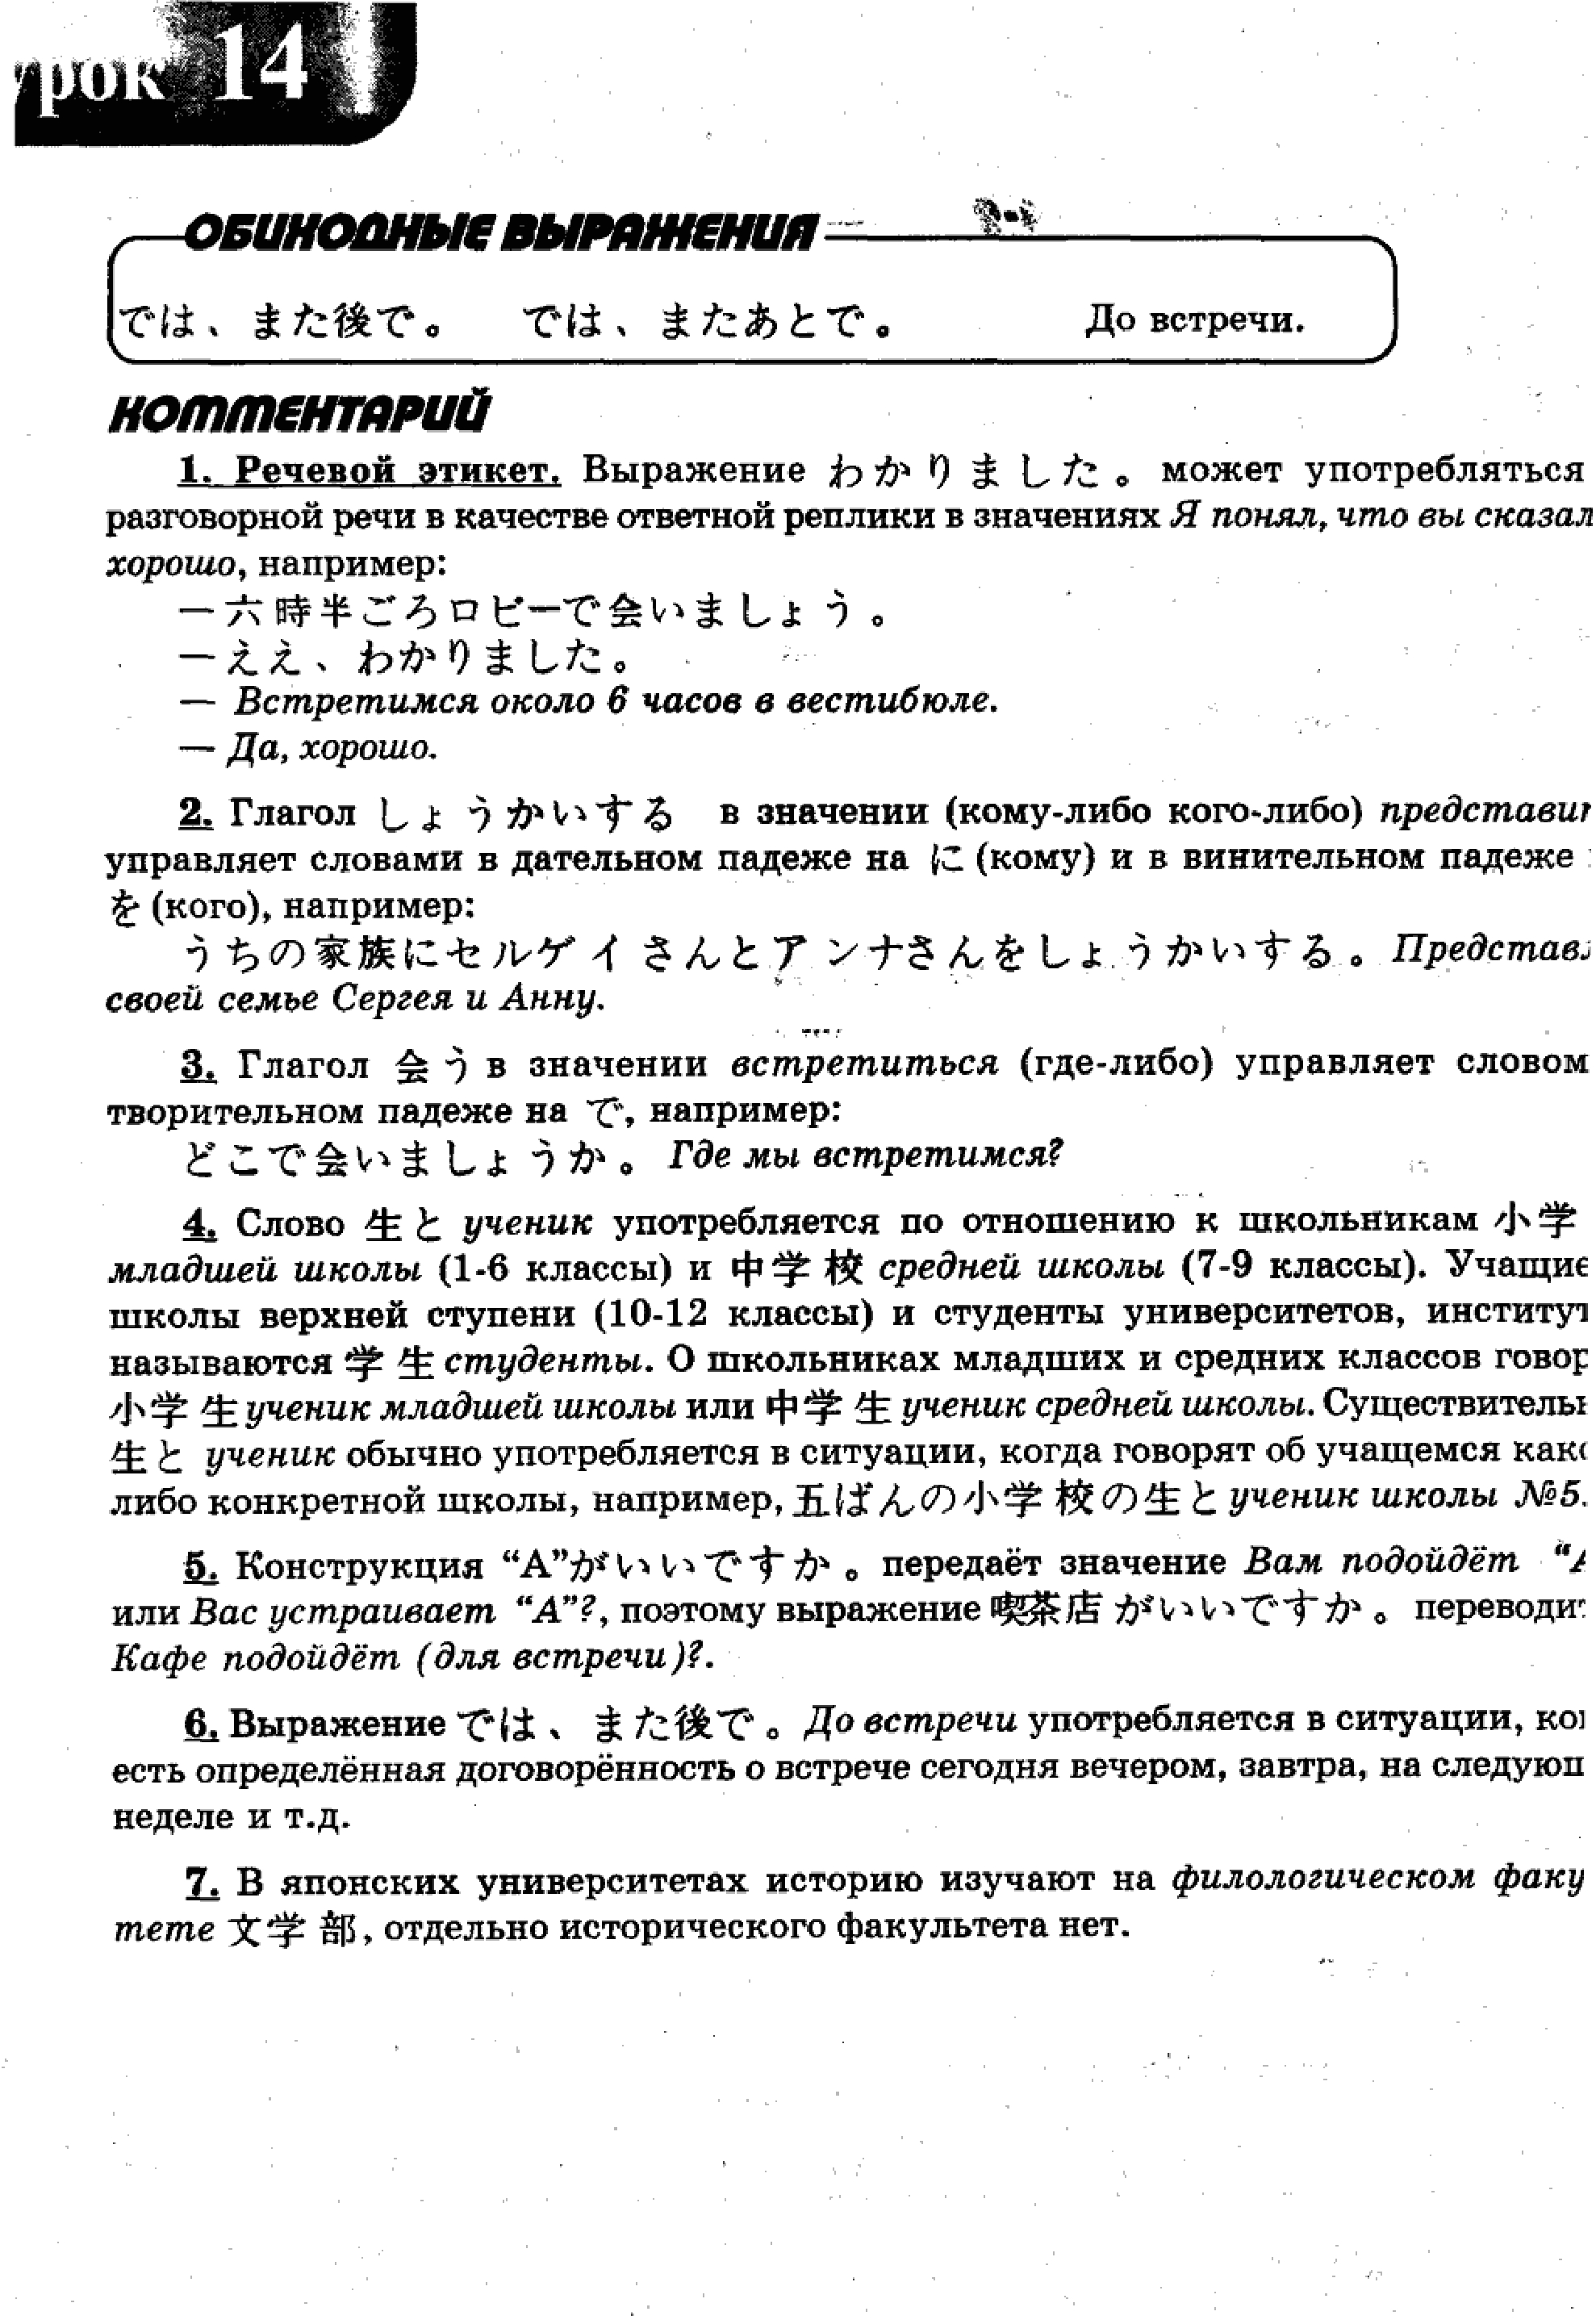 урок 14
ОБИХОДНЫЕ ВЫРАЖЕНИЯ
では、また後で。 では、またあとで。 До встречи.
КОММЕНТАРИЙ
1. Речевой этикет. Выражение わかりました。 может употребляться
разговорной речи в качестве ответной реплики в значениях Я понял, что вы сказал
хорошо, например:
— 六時半ごろロビーで会いましょう。
— ええ、わかりました。
— Встретимся около 6 часов в вестибюле.
— Да, хорошо.
2. Глагол しょうかいする в значении (кому-либо кого-либо) представит
управляет словами в дательном падеже на に (кому) и в винительном падеже
を (кого), например:
うちの家族にセルゲイさんとアンナさんをしょうかいする。 Представл
своей семье Сергея и Анну.
3. Глагол 会う в значении встретиться (где-либо) управляет словом
творительном падеже на で, например:
どこで会いましょうか。 Где мы встретимся?
4. Слово 生と ученик употребляется по отношению к школьникам 小学
младшей школы (1-6 классы) и 中学校 средней школы (7-9 классы). Учащие
школы верхней ступени (10-12 классы) и студенты университетов, институт
называются 学生 студенты. О школьниках младших и средних классов говор
小学生 ученик младшей школы или 中学生 ученик средней школы. Существительн
生と ученик обычно употребляется в ситуации, когда говорят об учащемся како
либо конкретной школы, например, 五ばんの小学校の生と ученик школы №5.
5. Конструкция “А”がいいですか。 передаёт значение Вам подойдёт “А
или Вас устраивает “А”?, поэтому выражение 喫茶店がいいですか。 переводит
Кафе подойдёт (для встречи)?.
6. Выражение では、また後で。 До встречи употребляется в ситуации, ког
есть определённая договорённость о встрече сегодня вечером, завтра, на следующ
неделе и т.д.
7. В японских университетах историю изучают на филологическом факу
тете 文学部, отдельно исторического факультета нет.